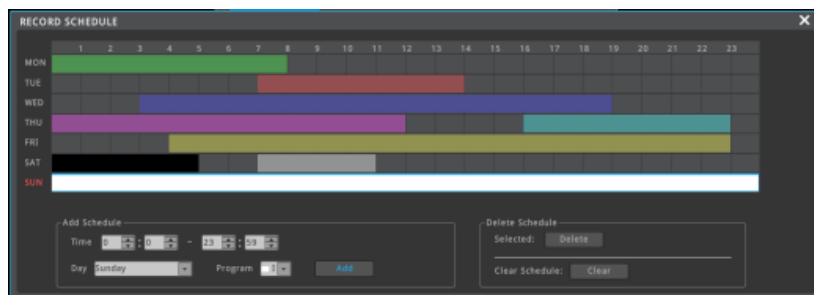 RECORD SCHEDULE
1 2 3 4 5 6 7 8 9 10 11 12 13 14 15 16 17 18 19 20 21 22 23
MON
TUE
WED
THU
FRI
SAT
SUN
Add Schedule
Time 0 : 0 - 23 : 59
Day Sunday Program Add
Delete Schedule
Selected: Delete
Clear Schedule: Clear